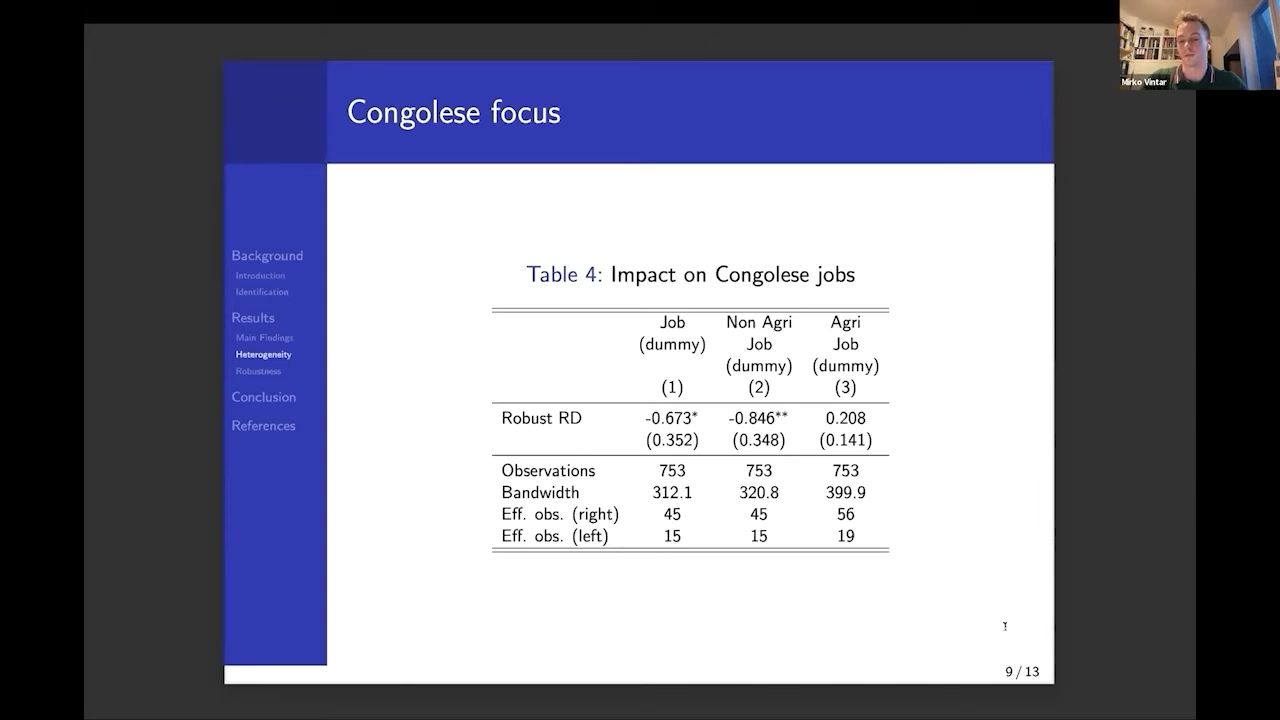 Mirko Vintar
Congolese focus
Background
Introduction
Identification
Results
Main Findings
Heterogeneity
Robustness
Conclusion
References
Table 4: Impact on Congolese jobs
Job Non Agri Agri
(dummy) Job Job
(dummy) (dummy)
(1) (2) (3)
Robust RD -0.673* -0.846** 0.208
(0.352) (0.348) (0.141)
Observations 753 753 753
Bandwidth 312.1 320.8 399.9
Eff. obs. (right) 45 45 56
Eff. obs. (left) 15 15 19
9 / 13